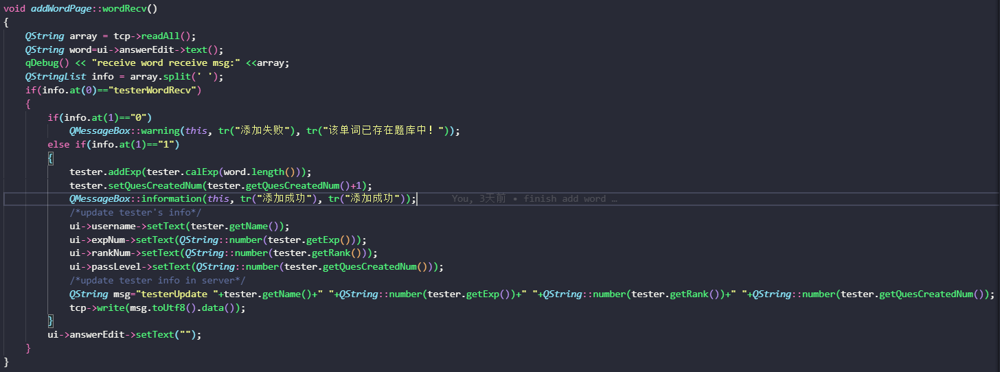 void addWordPage::wordRecv()
{
    QString array = tcp->readAll();
    QString word=ui->answerEdit->text();
    qDebug() << "receive word receive msg:" <<array;
    QStringList info = array.split(' ');
    if(info.at(0)=="testerWordRecv")
    {
        if(info.at(1)=="0")
            QMessageBox::warning(this, tr("添加失败"), tr("该单词已存在题库中！"));
        else if(info.at(1)=="1")
        {
            tester.addExp(tester.calExp(word.length()));
            tester.setQuesCreatedNum(tester.getQuesCreatedNum()+1);
            QMessageBox::information(this, tr("添加成功"), tr("添加成功"));    You, 3天前 • finish add word …
            /*update tester's info*/
            ui->username->setText(tester.getName());
            ui->expNum->setText(QString::number(tester.getExp()));
            ui->rankNum->setText(QString::number(tester.getRank()));
            ui->passLevel->setText(QString::number(tester.getQuesCreatedNum()));
            /*update tester info in server*/
            QString msg="testerUpdate "+tester.getName()+" "+QString::number(tester.getExp())+" "+QString::number(tester.getRank())+" "+QString::number(tester.getQuesCreatedNum());
            tcp->write(msg.toUtf8().data());
        }
        ui->answerEdit->setText("");
    }
}